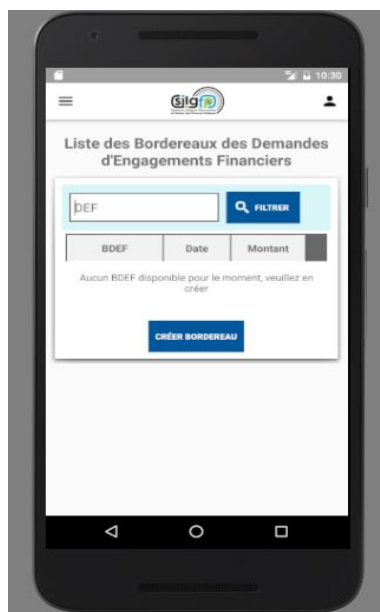 10:30
Sjigfip
Liste des Bordereaux des Demandes
d'Engagements Financiers
DEF
FILTRER
BDEF Date Montant
Aucun BDEF disponible pour le moment, veuillez en
créer
CRÉER BORDEREAU